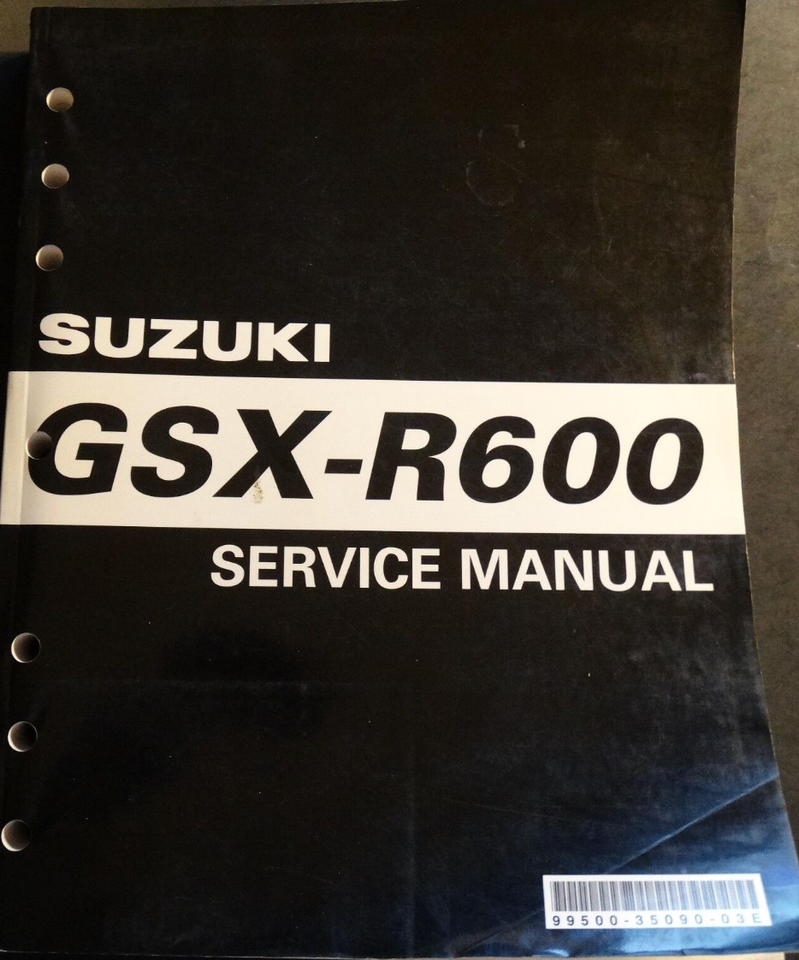 SUZUKI
GSX-R600
SERVICE MANUAL
99500-35090-03E